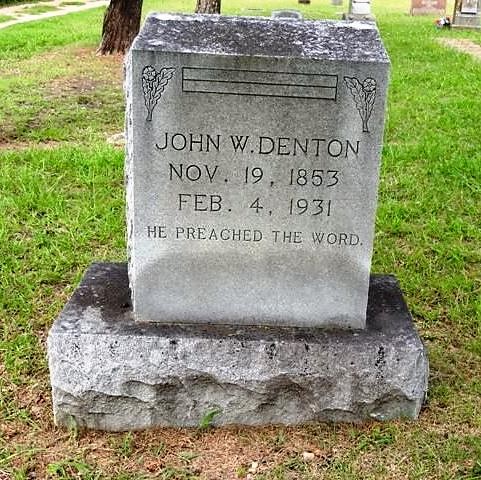 JOHN W. DENTON
NOV. 19, 1853
FEB. 4, 1931
HE PREACHED THE WORD.